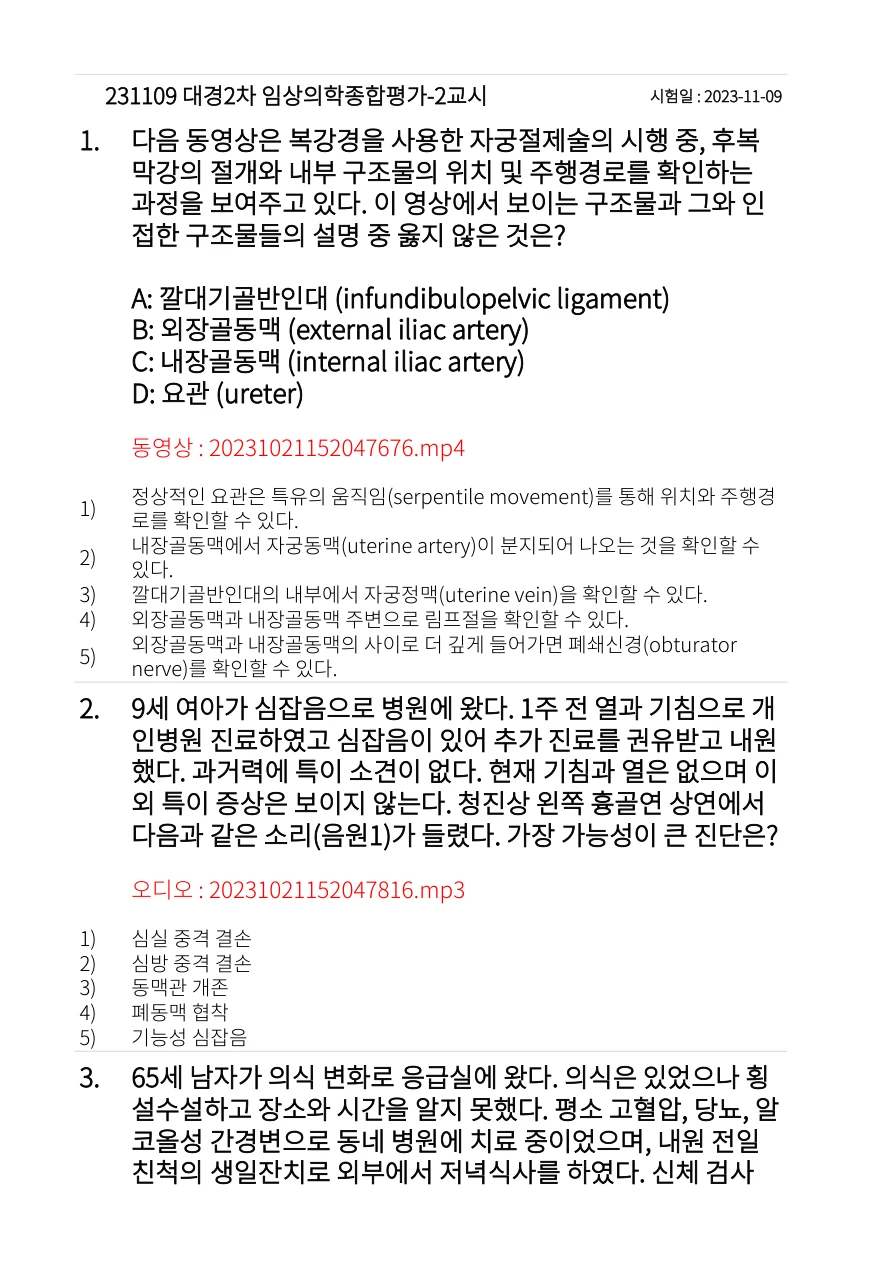 231109 대경2차 임상의학종합평가-2교시
시험일 : 2023-11-09
1. 다음 동영상은 복강경을 사용한 자궁절제술의 시행 중, 후복
막강의 절개와 내부 구조물의 위치 및 주행경로를 확인하는
과정을 보여주고 있다. 이 영상에서 보이는 구조물과 그와 인
접한 구조물들의 설명 중 옳지 않은 것은?
A: 깔대기골반인대 (infundibulopelvic ligament)
B: 외장골동맥 (external iliac artery)
C: 내장골동맥 (internal iliac artery)
D: 요관 (ureter)
동영상 : 20231021152047676.mp4
1) 정상적인 요관은 특유의 움직임(serpentile movement)를 통해 위치와 주행경
로를 확인할 수 있다.
2) 내장골동맥에서 자궁동맥(uterine artery)이 분지되어 나오는 것을 확인할 수
있다.
3) 깔대기골반인대의 내부에서 자궁정맥(uterine vein)을 확인할 수 있다.
4) 외장골동맥과 내장골동맥 주변으로 림프절을 확인할 수 있다.
5) 외장골동맥과 내장골동맥의 사이로 더 깊게 들어가면 폐쇄신경(obturator
nerve)를 확인할 수 있다.
2. 9세 여아가 심잡음으로 병원에 왔다. 1주 전 열과 기침으로 개
인병원 진료하였고 심잡음이 있어 추가 진료를 권유받고 내원
했다. 과거력에 특이 소견이 없다. 현재 기침과 열은 없으며 이
외 특이 증상은 보이지 않는다. 청진상 왼쪽 흉골연 상연에서
다음과 같은 소리(음원1)가 들렸다. 가장 가능성이 큰 진단은?
오디오 : 20231021152047816.mp3
1) 심실 중격 결손
2) 심방 중격 결손
3) 동맥관 개존
4) 폐동맥 협착
5) 기능성 심잡음
3. 65세 남자가 의식 변화로 응급실에 왔다. 의식은 있었으나 횡
설수설하고 장소와 시간을 알지 못했다. 평소 고혈압, 당뇨, 알
코올성 간경변으로 동네 병원에 치료 중이었으며, 내원 전일
친척의 생일잔치로 외부에서 저녁식사를 하였다. 신체 검사